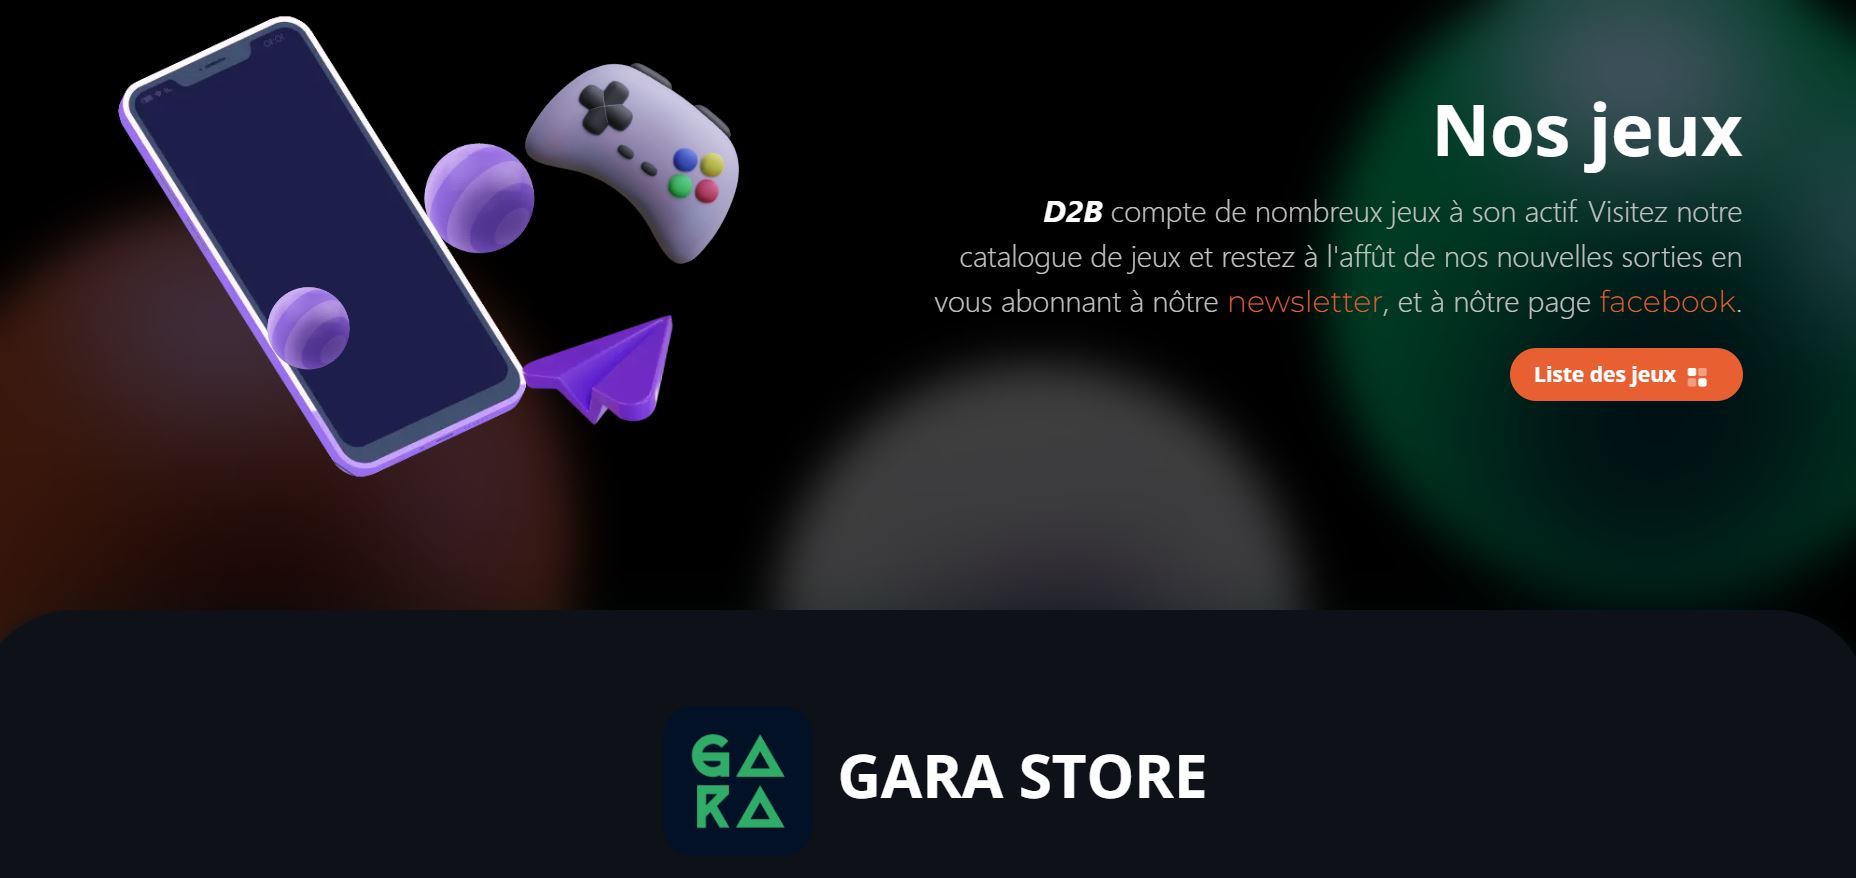 Nos jeux
D2B compte de nombreux jeux à son actif. Visitez notre
catalogue de jeux et restez à l'affût de nos nouvelles sorties en
vous abonnant à nôtre newsletter, et à nôtre page facebook.
Liste des jeux
GA
RA
GARA STORE